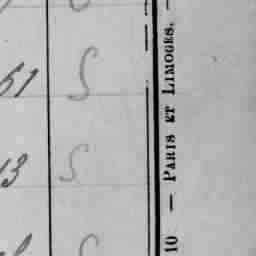 51 S
13 S
10 — PARIS ET LIMOGES. —